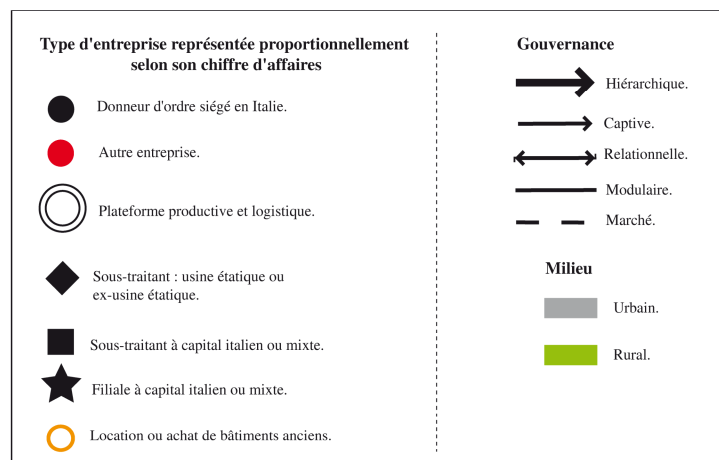 Type d'entreprise représentée proportionnellement
selon son chiffre d'affaires
Donneur d'ordre siégé en Italie.
Autre entreprise.
Plateforme productive et logistique.
Sous-traitant : usine étatique ou
ex-usine étatique.
Sous-traitant à capital italien ou mixte.
Filiale à capital italien ou mixte.
Location ou achat de bâtiments anciens.
Gouvernance
Hiérarchique.
Captive.
Relationnelle.
Modulaire.
Marché.
Milieu
Urbain.
Rural.